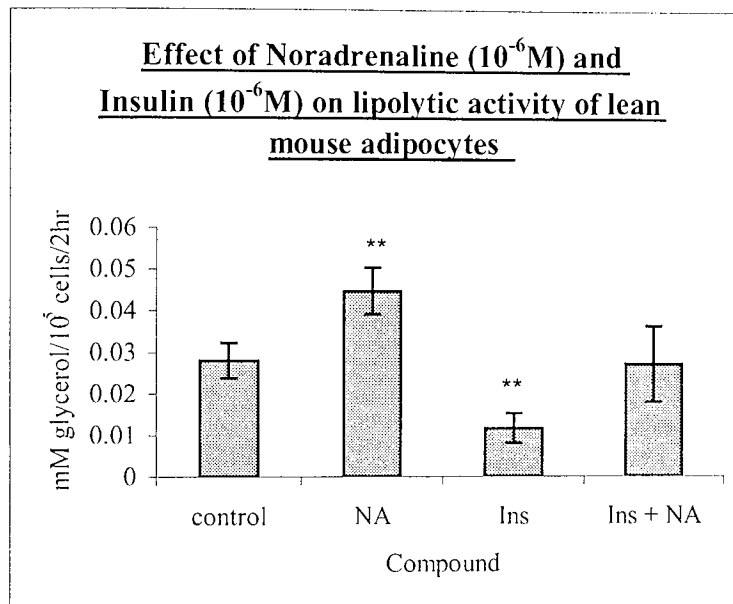 Effect of Noradrenaline (10⁻⁶M) and
Insulin (10⁻⁶M) on lipolytic activity of lean
mouse adipocytes
mM glycerol/10⁵ cells/2hr
0.06
0.05
0.04
0.03
0.02
0.01
0
**
**
control NA Ins Ins + NA
Compound